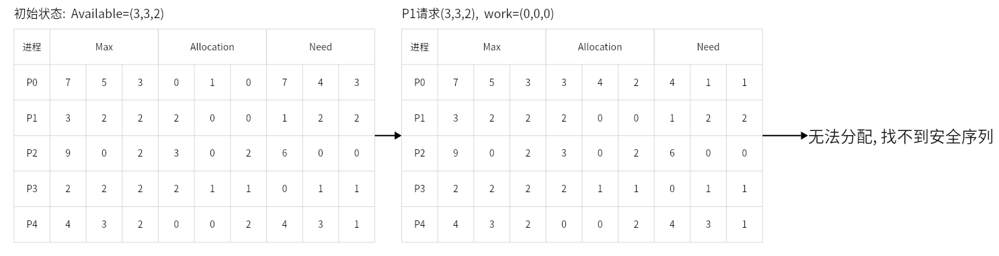 初始状态: Available=(3,3,2)
进程 Max Allocation Need
P0 7 5 3 0 1 0 7 4 3
P1 3 2 2 2 0 0 1 2 2
P2 9 0 2 3 0 2 6 0 0
P3 2 2 2 2 1 1 0 1 1
P4 4 3 2 0 0 2 4 3 1
P1请求(3,3,2), work=(0,0,0)
进程 Max Allocation Need
P0 7 5 3 3 4 2 4 1 1
P1 3 2 2 2 0 0 1 2 2
P2 9 0 2 3 0 2 6 0 0
P3 2 2 2 2 1 1 0 1 1
P4 4 3 2 0 0 2 4 3 1
无法分配, 找不到安全序列